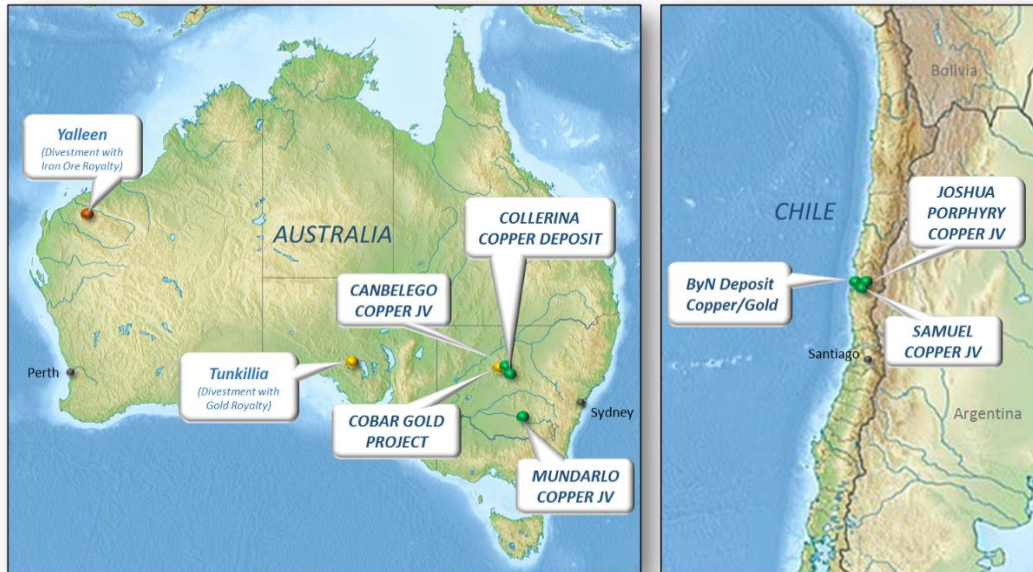 Yalleen
(Divestment with
Iron Ore Royalty)
AUSTRALIA
COLLERINA
COPPER DEPOSIT
CANBELEGO
COPPER JV
Perth
Tunkillia
(Divestment with
Gold Royalty)
COBAR GOLD
PROJECT
Sydney
MUNDARLO
COPPER JV
Bolivia
CHILE
JOSHUA
PORPHYRY
COPPER JV
ByN Deposit
Copper/Gold
SAMUEL
COPPER JV
Santiago
Argentina